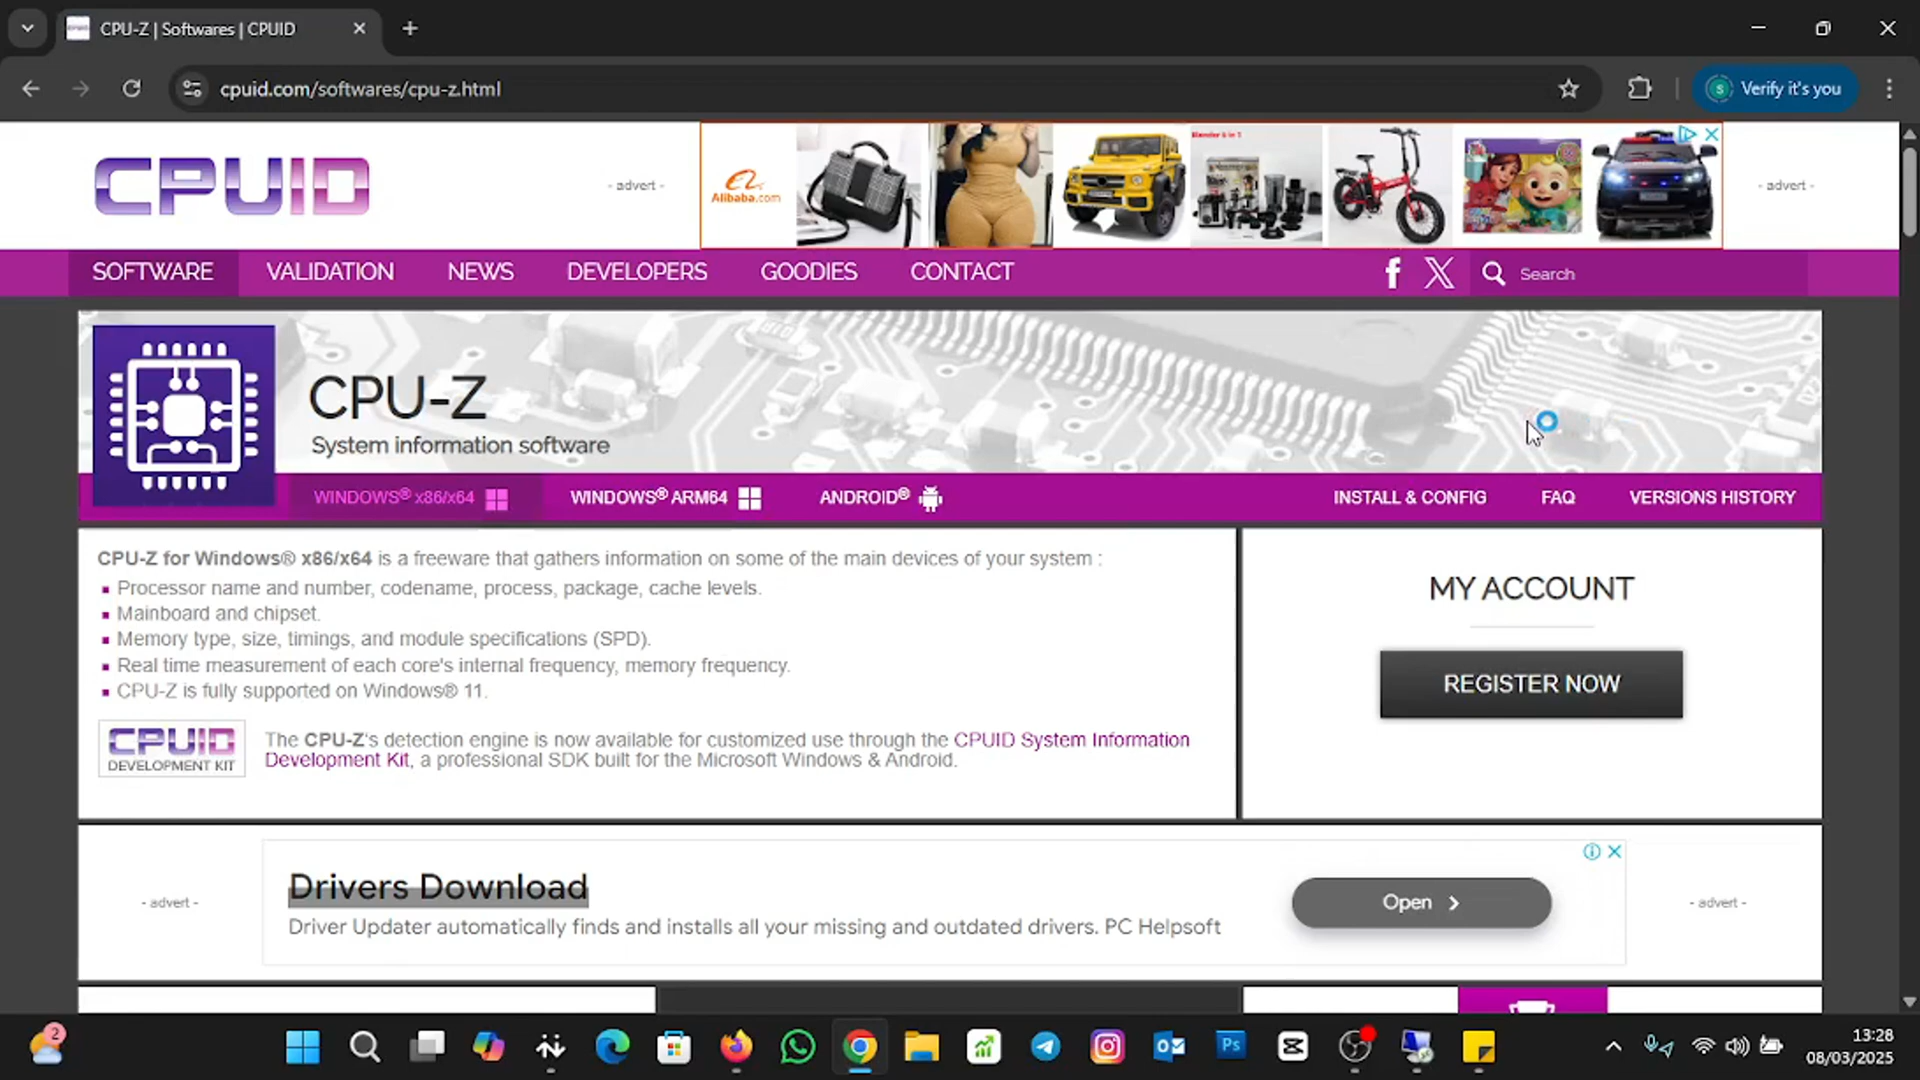 CPU-Z | Softwares | CPUID
cpuid.com/softwares/cpu-z.html
Verify it's you
CPUID
- advert -
Alibaba.com
Blender 6 in 1
- advert -
SOFTWARE VALIDATION NEWS DEVELOPERS GOODIES CONTACT
Search
CPU-Z
System information software
WINDOWS® x86/x64 WINDOWS® ARM64 ANDROID® INSTALL & CONFIG FAQ VERSIONS HISTORY
CPU-Z for Windows® x86/x64 is a freeware that gathers information on some of the main devices of your system :
Processor name and number, codename, process, package, cache levels.
Mainboard and chipset.
Memory type, size, timings, and module specifications (SPD).
Real time measurement of each core's internal frequency, memory frequency.
CPU-Z is fully supported on Windows® 11.
CPUID
DEVELOPMENT KIT
The CPU-Z's detection engine is now available for customized use through the CPUID System Information
Development Kit, a professional SDK built for the Microsoft Windows & Android.
MY ACCOUNT
REGISTER NOW
- advert -
Drivers Download
Driver Updater automatically finds and installs all your missing and outdated drivers. PC Helpsoft
Open
- advert -
2
Ps
13:28
08/03/2025